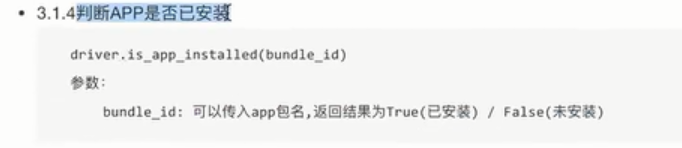 • 3.1.4判断APP是否已安装
driver.is_app_installed(bundle_id)
参数:
bundle_id: 可以传入app包名,返回结果为True(已安装) / False(未安装)